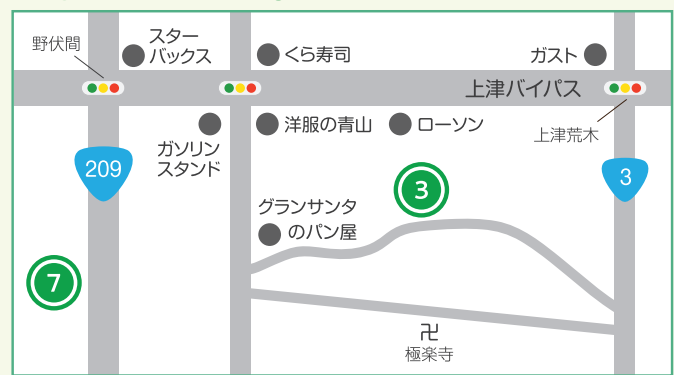 野伏間
スター
バックス
くら寿司
ガスト
上津バイパス
ガソリン
スタンド
洋服の青山
ローソン
上津荒木
209
3
3
グランサンタ
のパン屋
7
卍
極楽寺